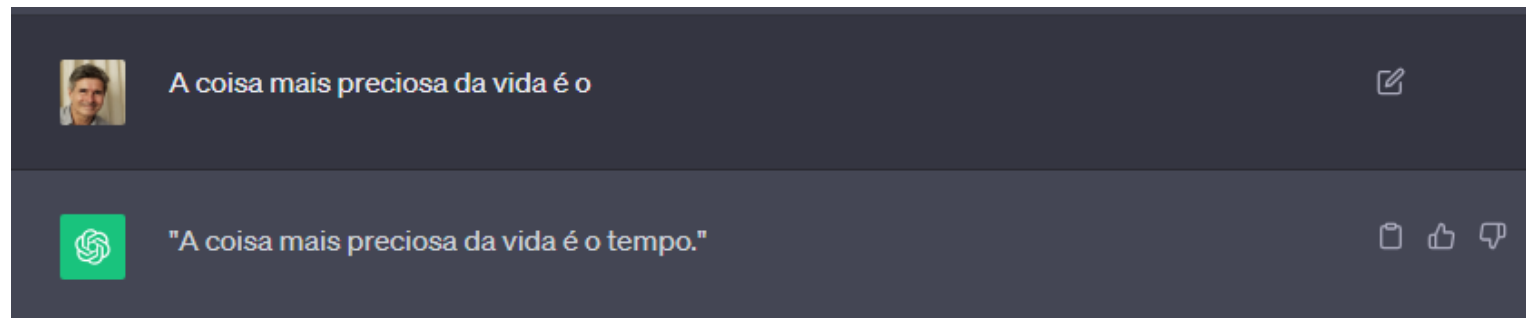 A coisa mais preciosa da vida é o
"A coisa mais preciosa da vida é o tempo."